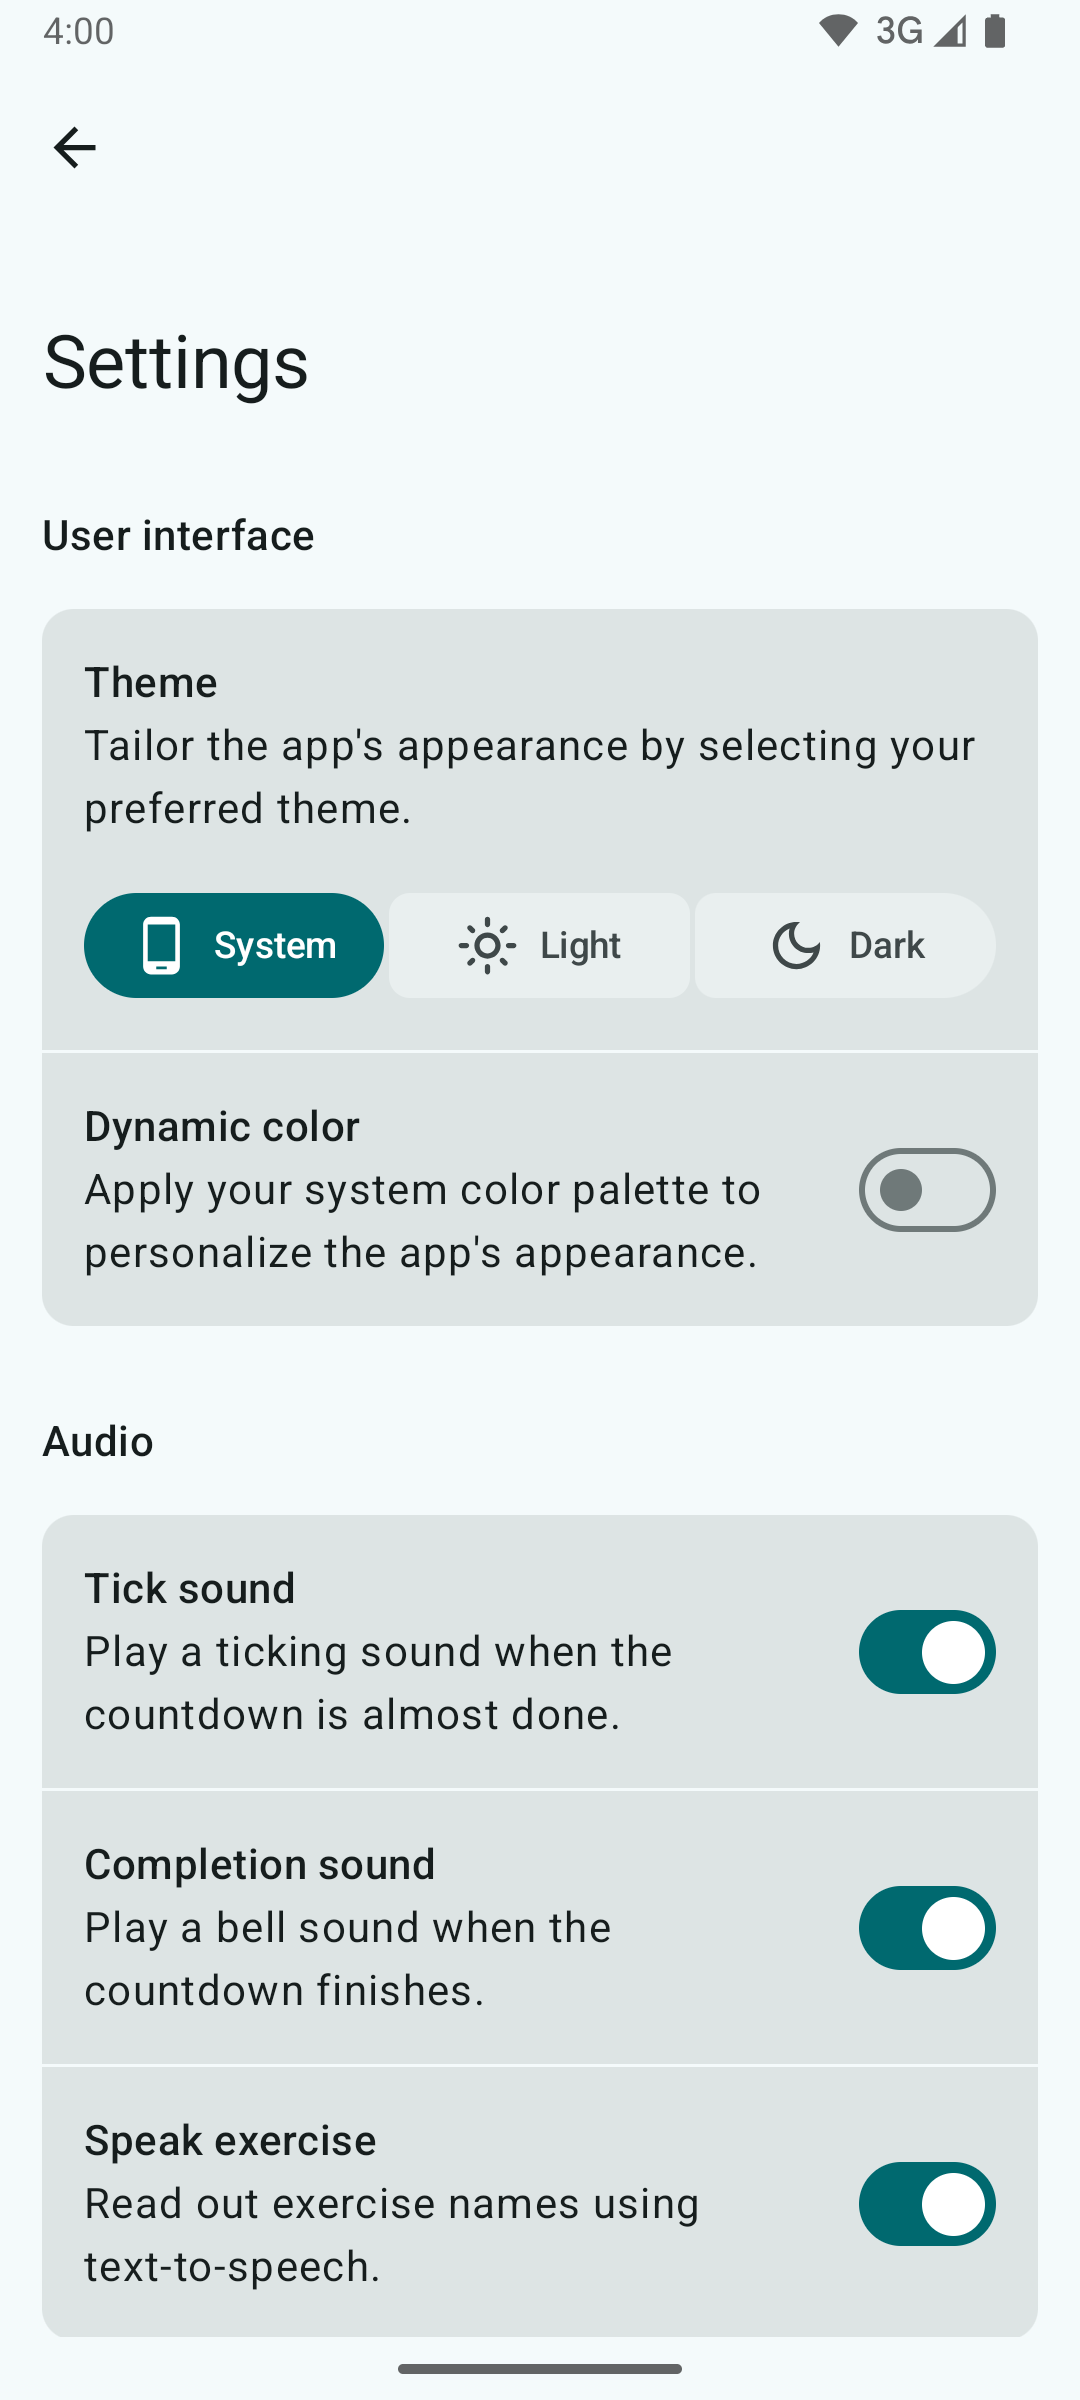 4:00
3G
Settings
User interface
Theme
Tailor the app's appearance by selecting your
preferred theme.
System
Light
Dark
Dynamic color
Apply your system color palette to
personalize the app's appearance.
Audio
Tick sound
Play a ticking sound when the
countdown is almost done.
Completion sound
Play a bell sound when the
countdown finishes.
Speak exercise
Read out exercise names using
text-to-speech.